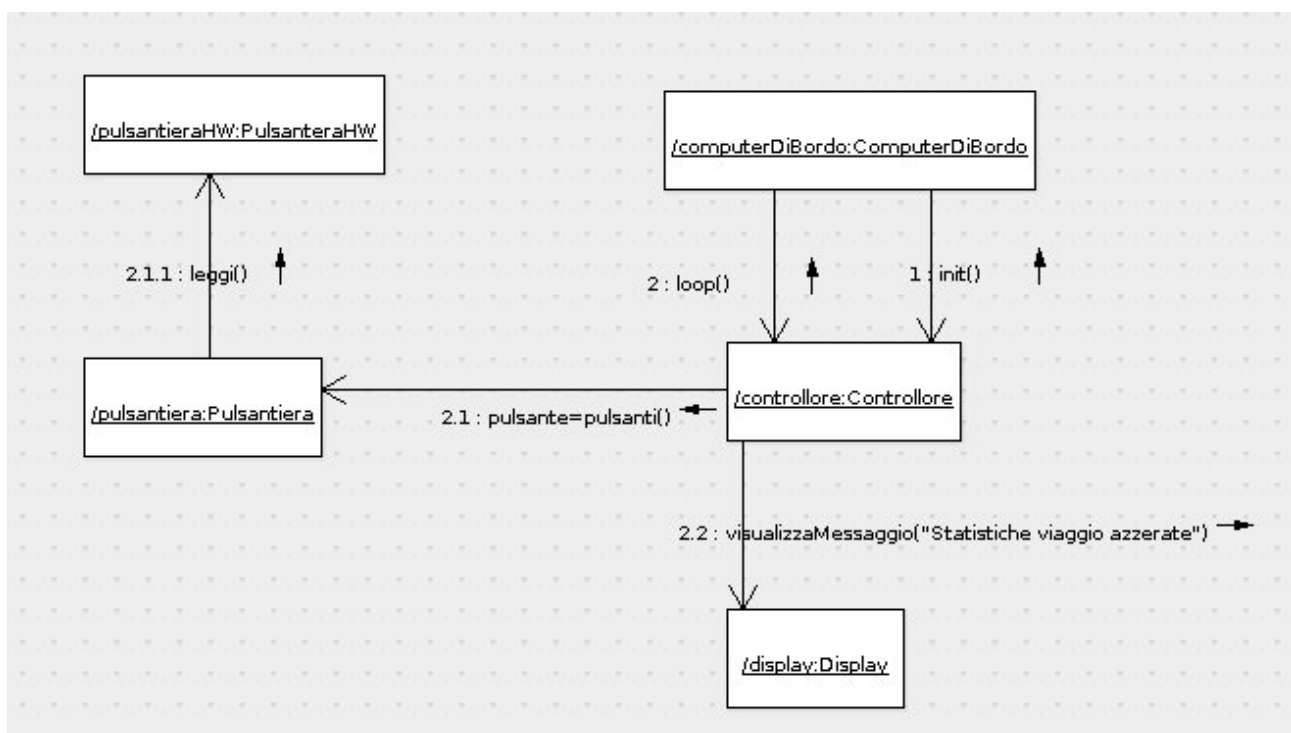 /pulsantieraHW:PulsanteraHW
/computerDiBordo:ComputerDiBordo
2.1.1 : leggi()
2 : loop()
1 : init()
/pulsantiera:Pulsantiera
2.1 : pulsante=pulsanti()
/controllore:Controllore
2.2 : visualizzaMessaggio("Statistiche viaggio azzerate")
/display:Display